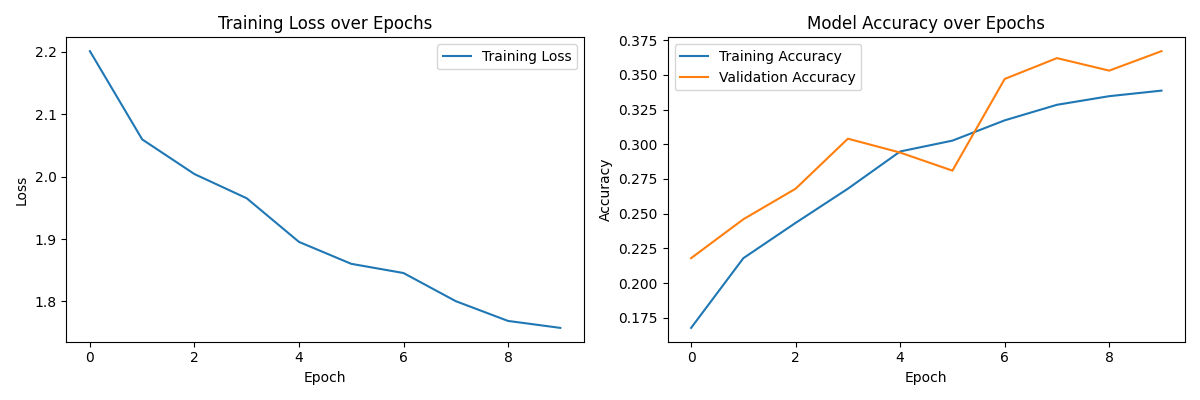 Training Loss over Epochs
2.2
2.1
2.0
1.9
1.8
Loss
0
2
4
6
8
Epoch
Training Loss
Model Accuracy over Epochs
0.375
0.350
0.325
0.300
0.275
0.250
0.225
0.200
0.175
Accuracy
0
2
4
6
8
Epoch
Training Accuracy
Validation Accuracy